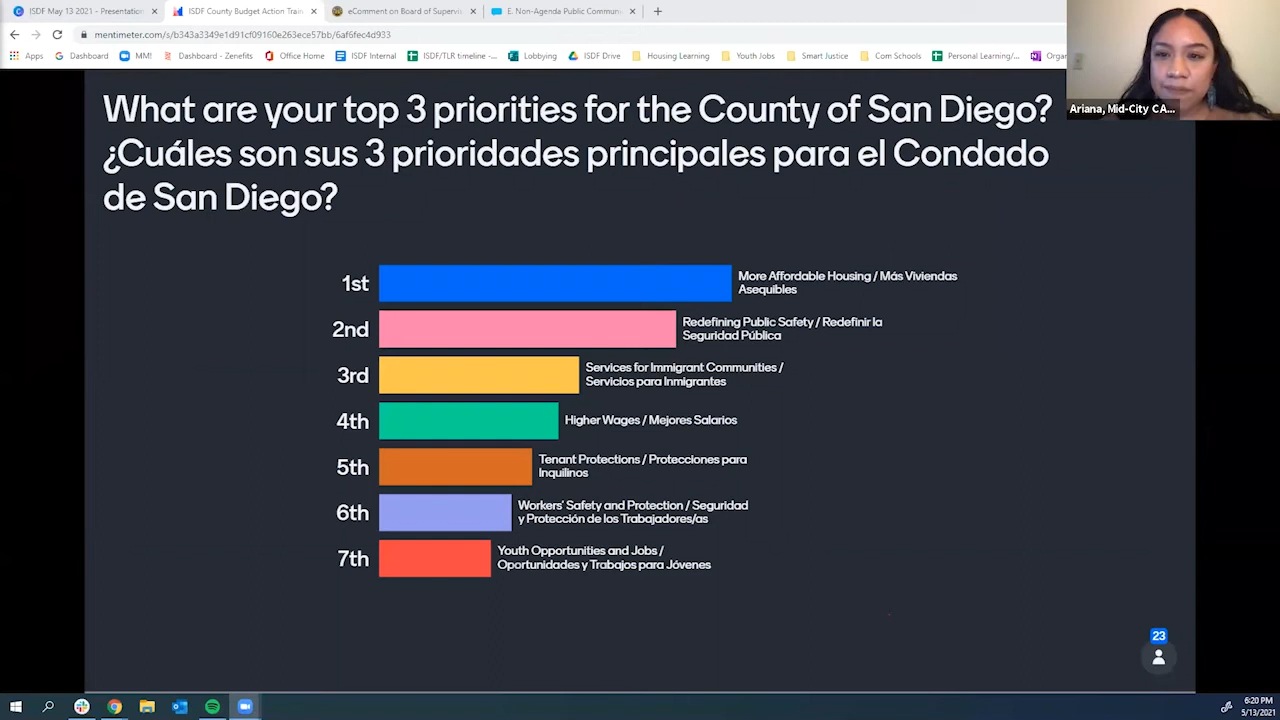 ISDF May 13 2021 - Presentation
ISDF County Budget Action Train
eComment on Board of Supervis
E. Non-Agenda Public Commun
mentimeter.com/s/b343a3349e1d91cf09160e263ece57bb/6af6fec4d933
Apps
Dashboard
MM!
Dashboard - Zenefits
Office Home
ISDF Internal
ISDF/TLR timeline -...
Lobbying
ISDF Drive
Housing Learning
Youth Jobs
Smart Justice
Com Schools
Personal Learning/...
Ariana, Mid-City CA...
What are your top 3 priorities for the County of San Diego?
¿Cuáles son sus 3 prioridades principales para el Condado
de San Diego?
1st
More Affordable Housing / Más Viviendas
Asequibles
2nd
Redefining Public Safety / Redefinir la
Seguridad Pública
3rd
Services for Immigrant Communities /
Servicios para Inmigrantes
4th
Higher Wages / Mejores Salarios
5th
Tenant Protections / Protecciones para
Inquilinos
6th
Workers' Safety and Protection / Seguridad
y Protección de los Trabajadores/as
7th
Youth Opportunities and Jobs /
Oportunidades y Trabajos para Jóvenes
23
6:20 PM
5/13/2021